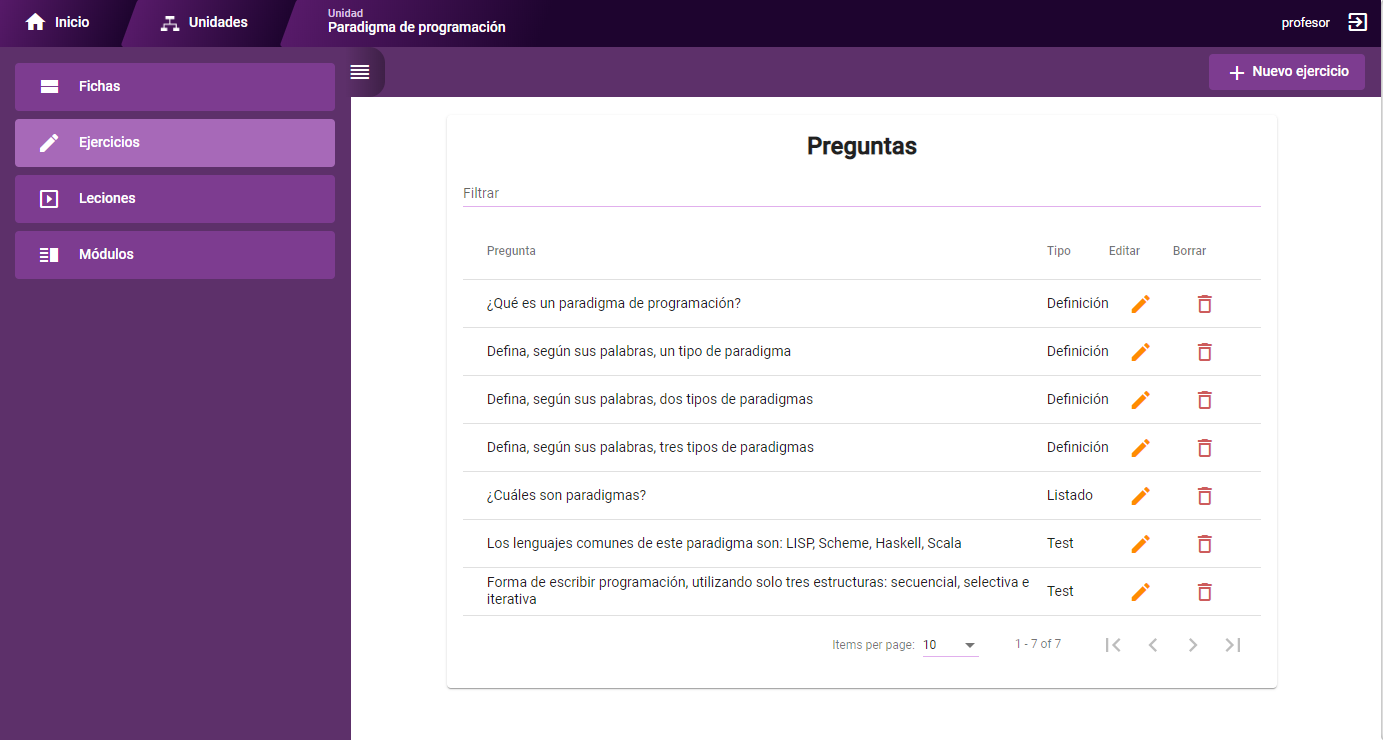 Inicio
Unidades
Unidad
Paradigma de programación
profesor
Fichas
Ejercicios
Leciones
Módulos
Nuevo ejercicio
Preguntas
Filtrar
Pregunta Tipo Editar Borrar
¿Qué es un paradigma de programación? Definición
Defina, según sus palabras, un tipo de paradigma Definición
Defina, según sus palabras, dos tipos de paradigmas Definición
Defina, según sus palabras, tres tipos de paradigmas Definición
¿Cuáles son paradigmas? Listado
Los lenguajes comunes de este paradigma son: LISP, Scheme, Haskell, Scala Test
Forma de escribir programación, utilizando solo tres estructuras: secuencial, selectiva e
iterativa Test
Items per page: 10 1 - 7 of 7